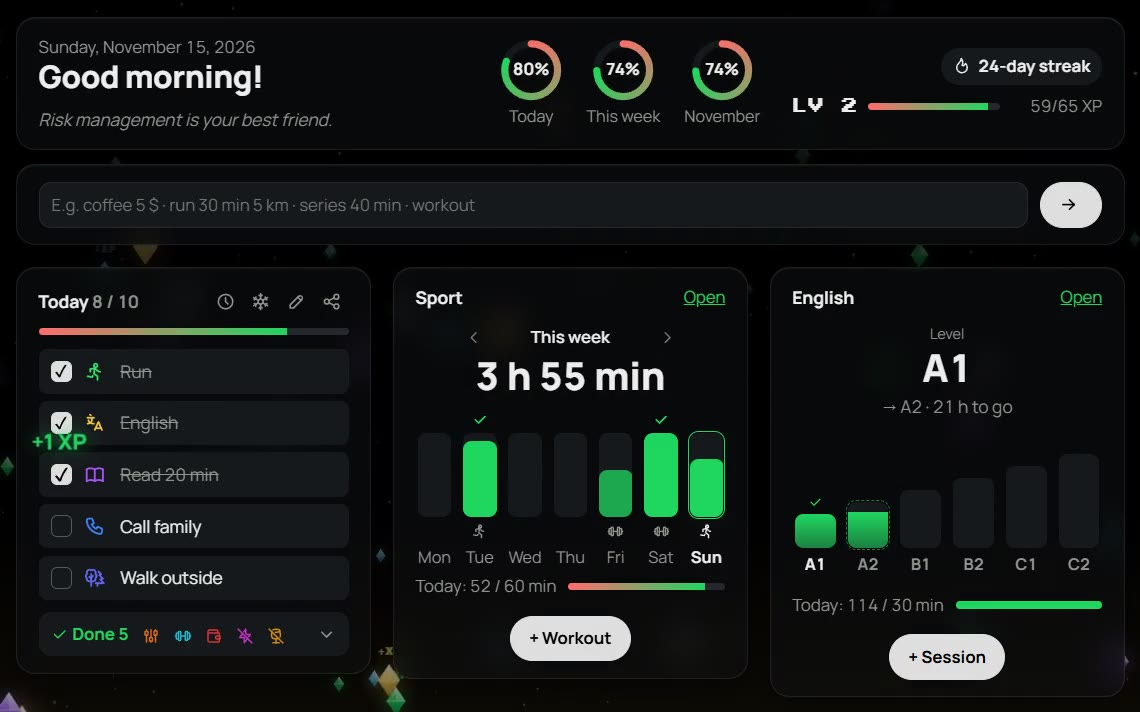 Sunday, November 15, 2026
Good morning!
Risk management is your best friend.
80%
Today
74%
This week
74%
November
24-day streak
LV 2
59/65 XP
E.g. coffee 5 $ · run 30 min 5 km · series 40 min · workout
→
Today 8 / 10
Run
English
+1 XP
Read 20 min
Call family
Walk outside
Done 5
Sport
Open
This week
3 h 55 min
Mon Tue Wed Thu Fri Sat Sun
Today: 52 / 60 min
+ Workout
English
Open
Level
A1
→ A2 · 21 h to go
A1 A2 B1 B2 C1 C2
Today: 114 / 30 min
+ Session